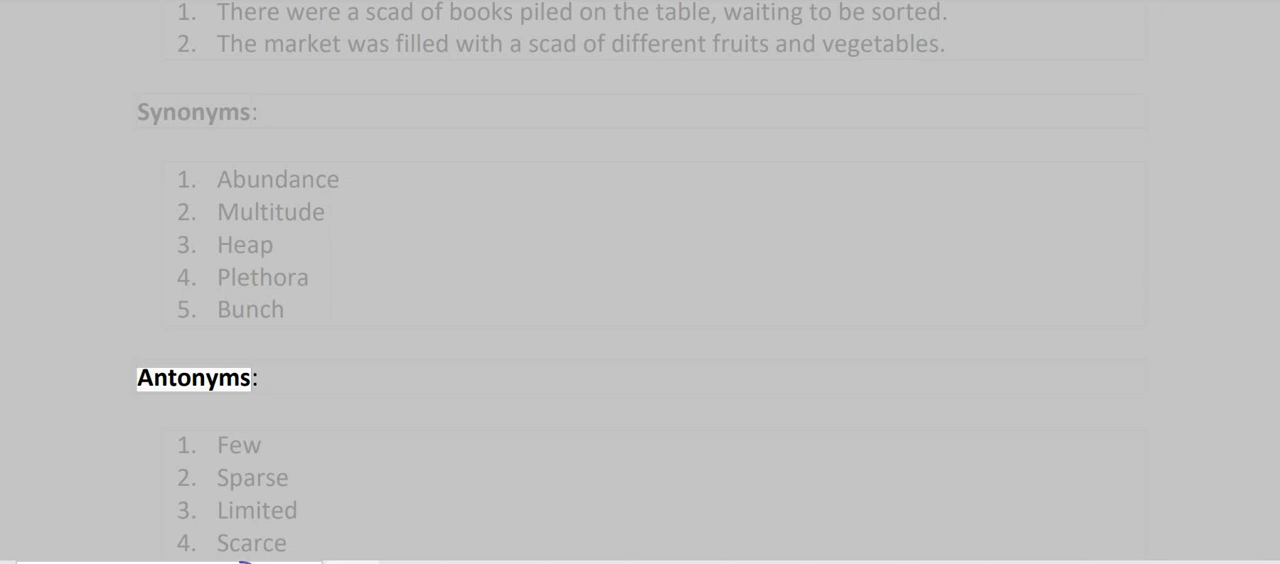 1. There were a scad of books piled on the table, waiting to be sorted.
2. The market was filled with a scad of different fruits and vegetables.
Synonyms:
1. Abundance
2. Multitude
3. Heap
4. Plethora
5. Bunch
Antonyms:
1. Few
2. Sparse
3. Limited
4. Scarce